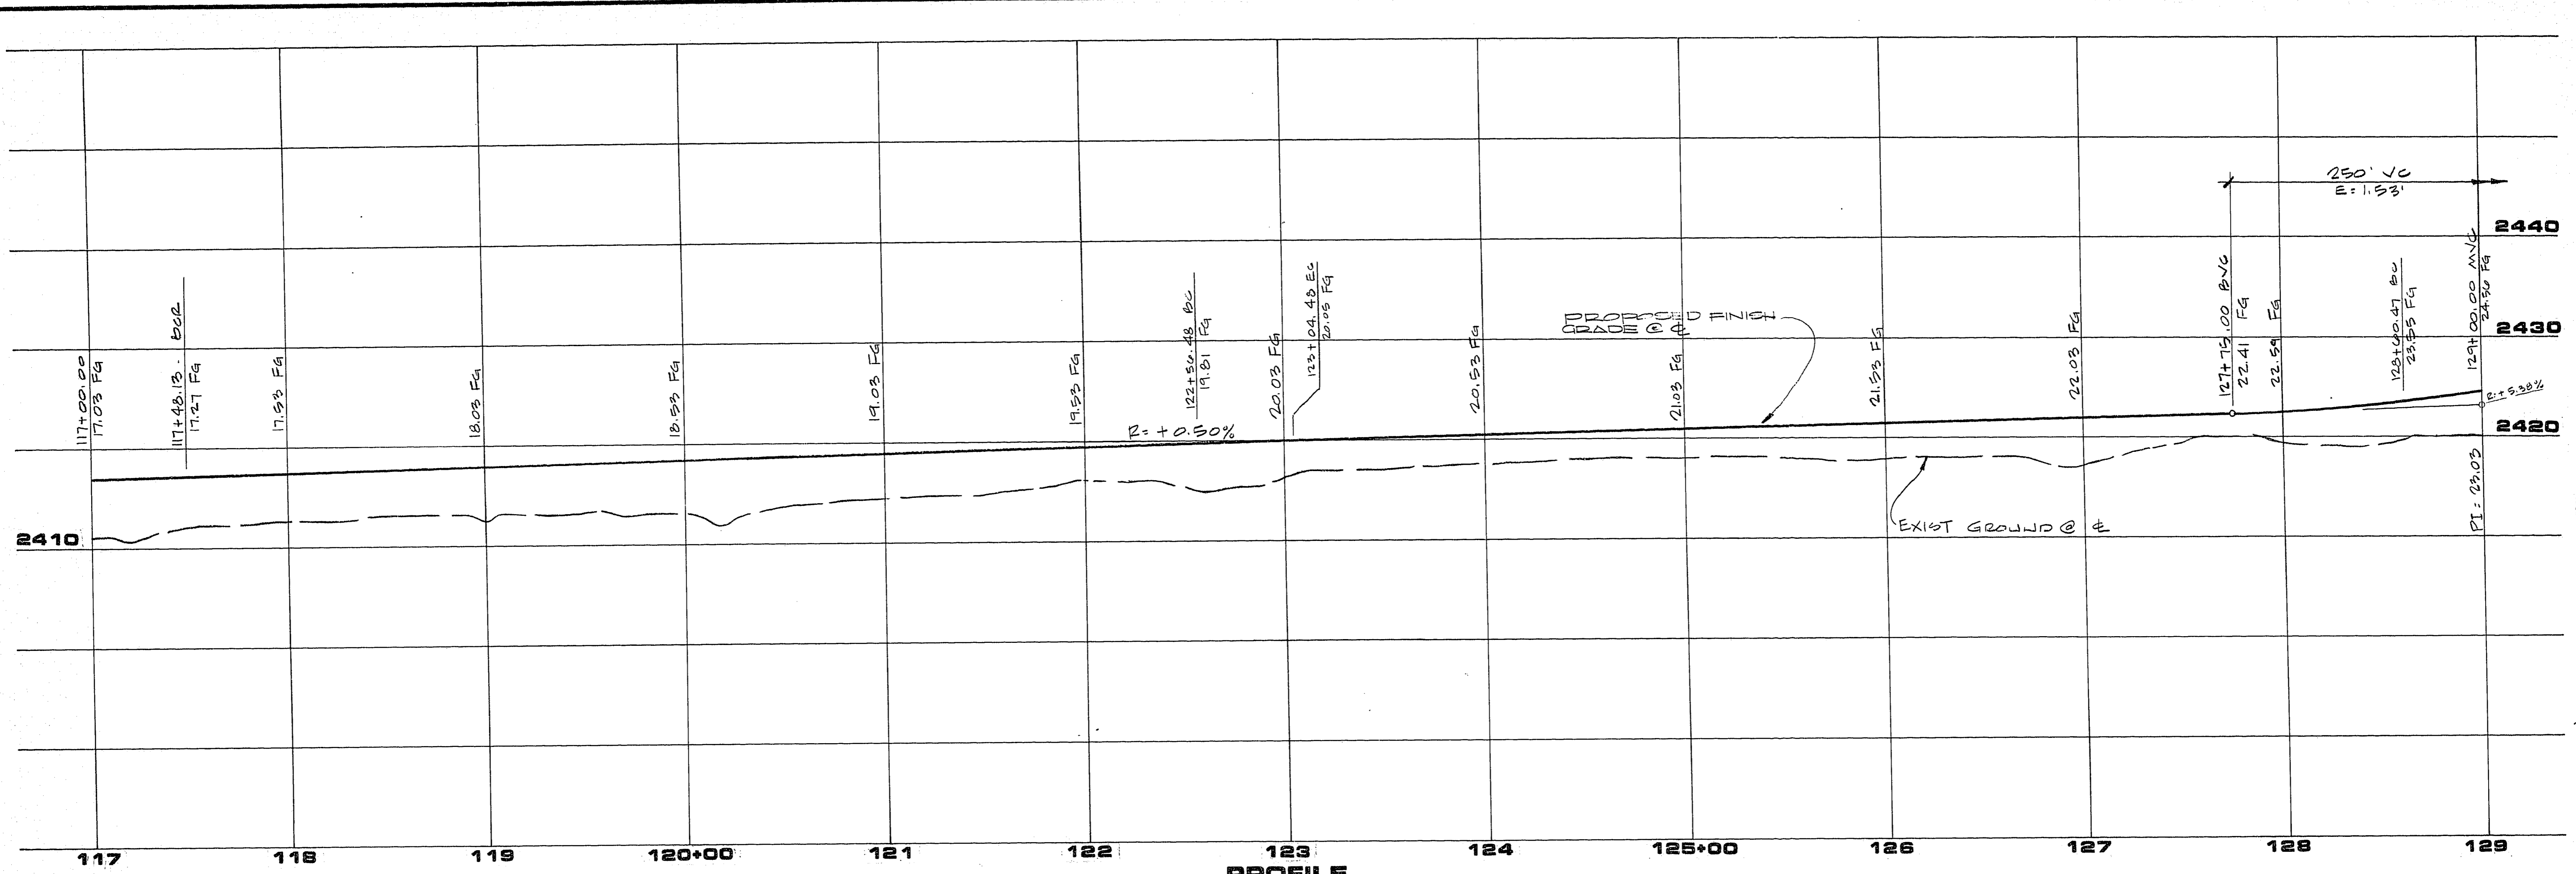 250' VC
E= 1.53'
2440
2430
2420
2410
117+00.00
17.03 FG
117+48.13 BCR
17.27 FG
17.53 FG
18.03 FG
18.53 FG
19.03 FG
19.53 FG
R= +0.50%
122+56.48 BC
19.81 FG
20.03 FG
123+04.48 EC
20.05 FG
20.53 FG
PROPOSED FINISH
GRADE @ ℄
21.03 FG
21.53 FG
22.03 FG
127+75.00 BVC
22.41 FG
22.59 FG
128+60.47 BC
23.55 FG
129+00.00 MVC
24.56 FG
R=+5.38%
PI = 23.03
EXIST GROUND @ ℄
117 118 119 120+00 121 122 123 124 125+00 126 127 128 129
PROFILE